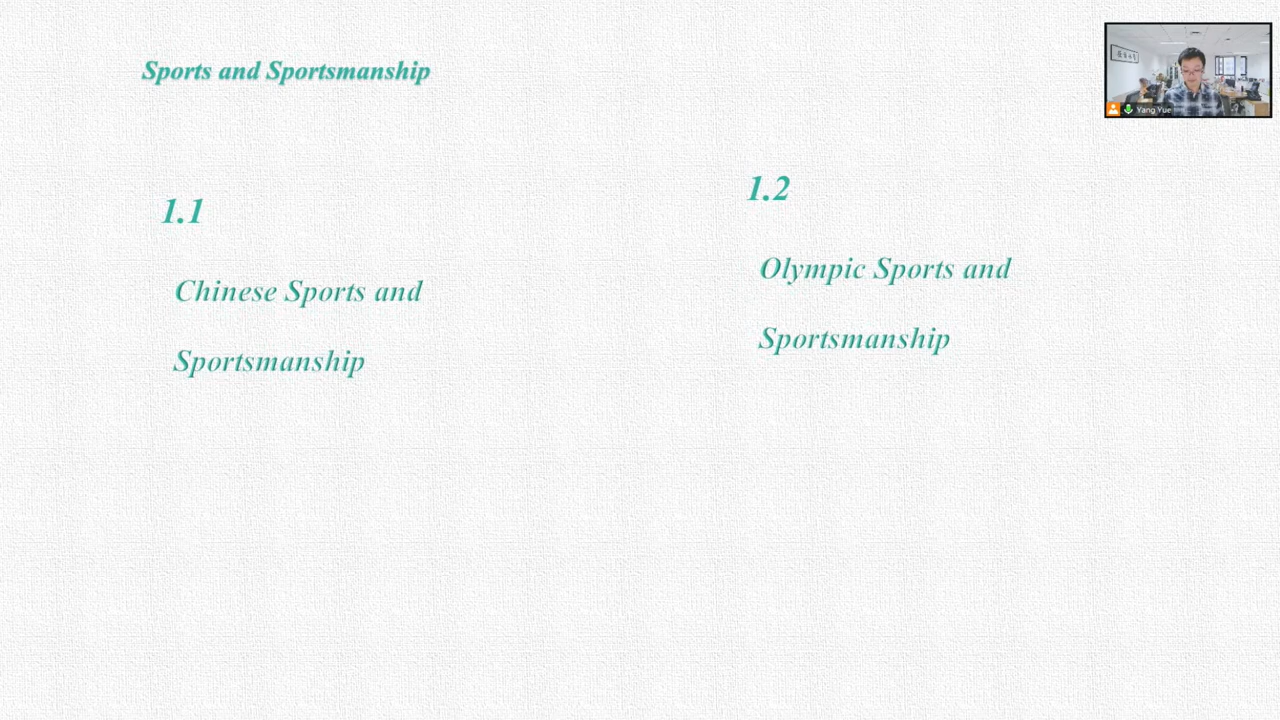 Sports and Sportsmanship
1.1
Chinese Sports and
Sportsmanship
1.2
Olympic Sports and
Sportsmanship
Yang Yue